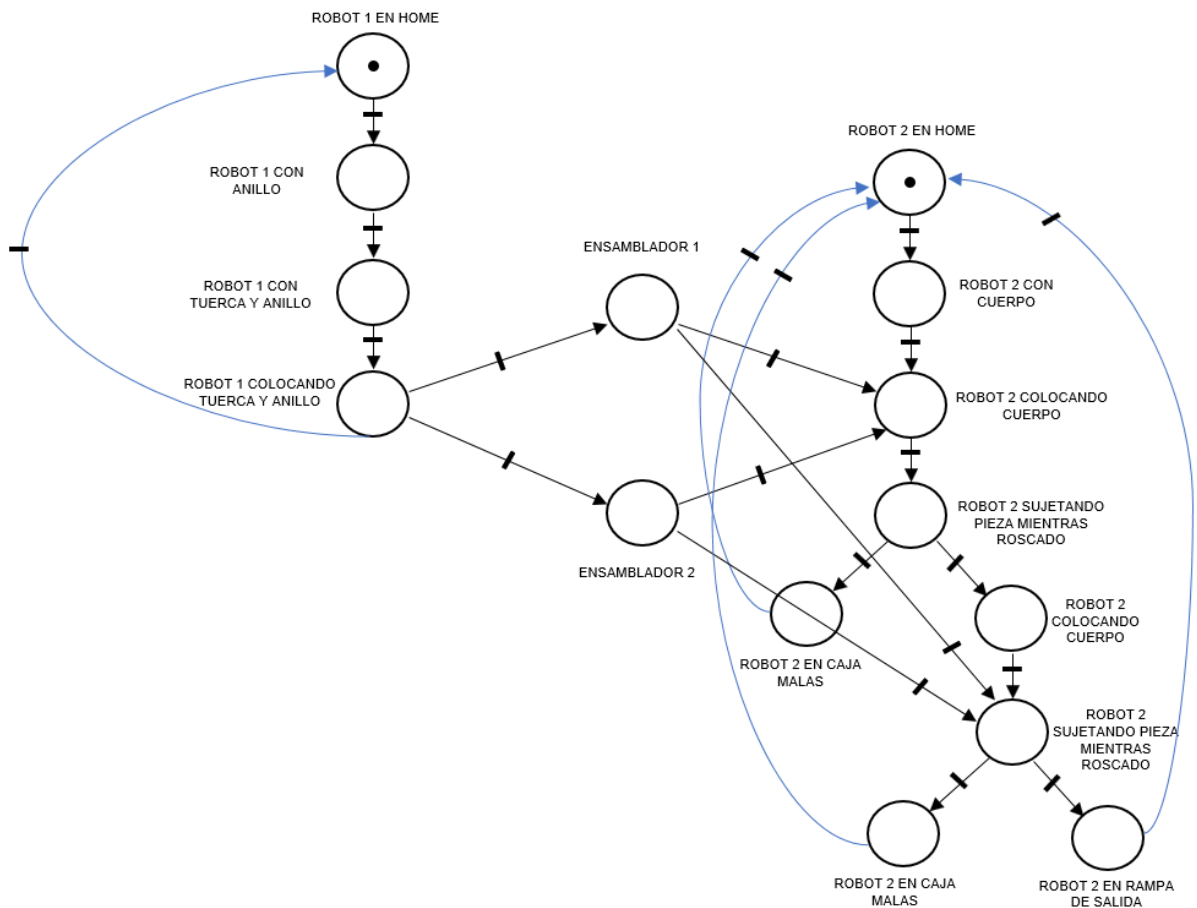 ROBOT 1 EN HOME
ROBOT 1 CON
ANILLO
ROBOT 1 CON
TUERCA Y ANILLO
ROBOT 1 COLOCANDO
TUERCA Y ANILLO
ENSAMBLADOR 1
ENSAMBLADOR 2
ROBOT 2 EN HOME
ROBOT 2 CON
CUERPO
ROBOT 2 COLOCANDO
CUERPO
ROBOT 2 SUJETANDO
PIEZA MIENTRAS
ROSCADO
ROBOT 2 EN CAJA
MALAS
ROBOT 2
COLOCANDO
CUERPO
ROBOT 2
SUJETANDO PIEZA
MIENTRAS
ROSCADO
ROBOT 2 EN CAJA
MALAS
ROBOT 2 EN RAMPA
DE SALIDA